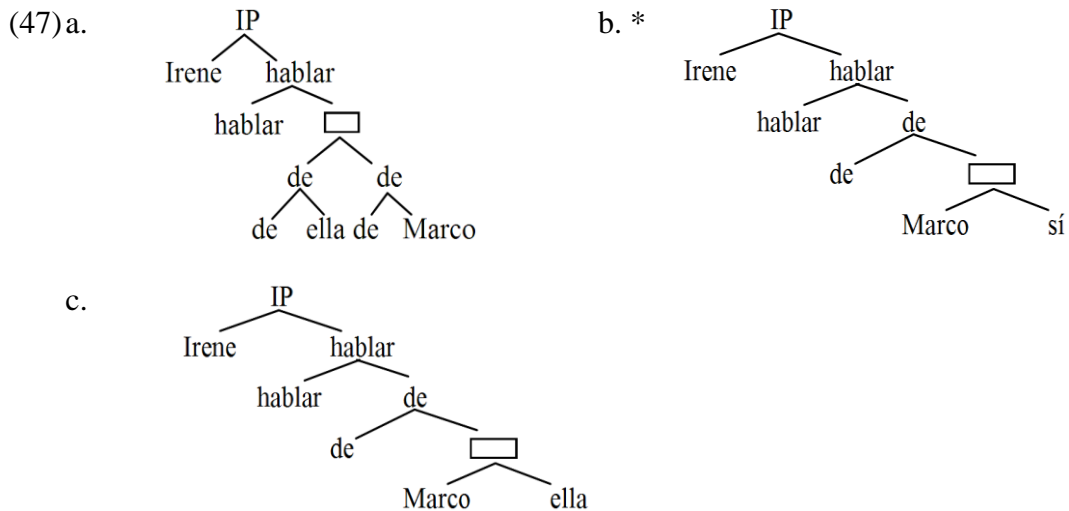 (47) a. IP b. * IP
Irene hablar Irene hablar
hablar hablar de
de de de
de ella de Marco Marco sí
c. IP
Irene hablar
hablar de
de
Marco ella